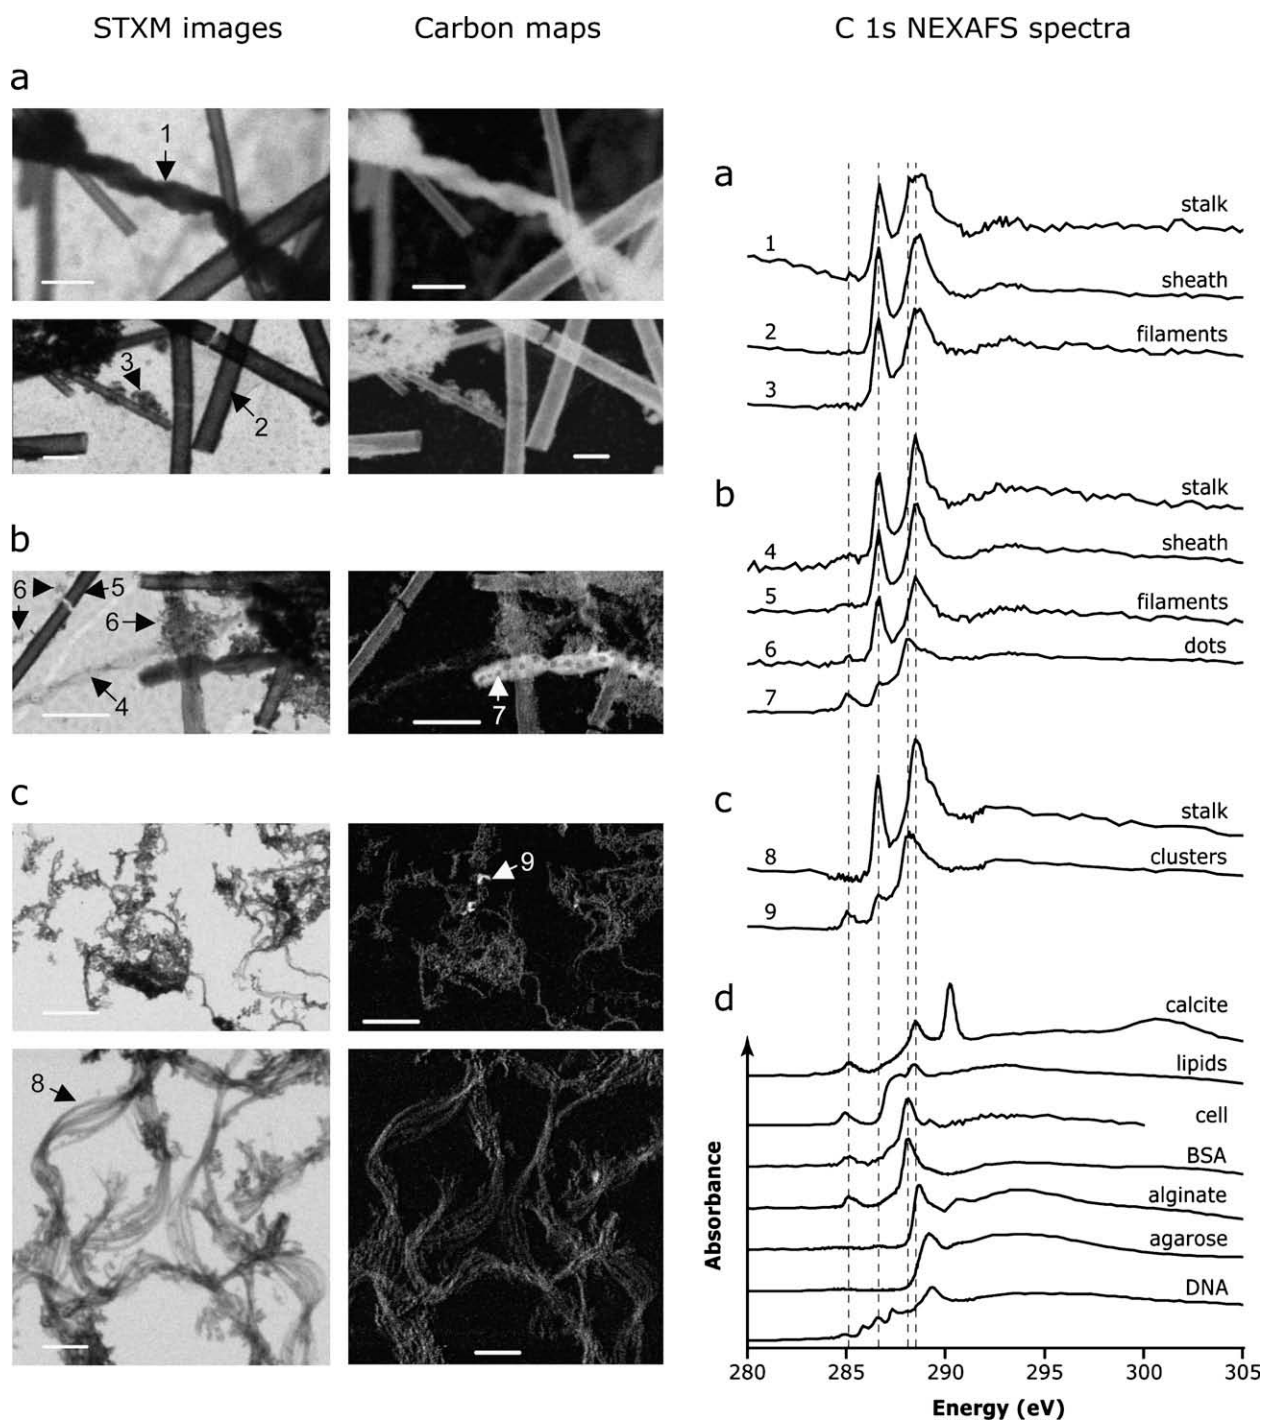 STXM images
Carbon maps
C 1s NEXAFS spectra
a
1
3
2
b
6
5
6
4
7
c
9
8
a
stalk
1
sheath
2
filaments
3
b
stalk
4
sheath
5
filaments
6
dots
7
c
stalk
8
clusters
9
d
calcite
lipids
cell
BSA
alginate
agarose
DNA
Absorbance
280
285
290
295
300
305
Energy (eV)